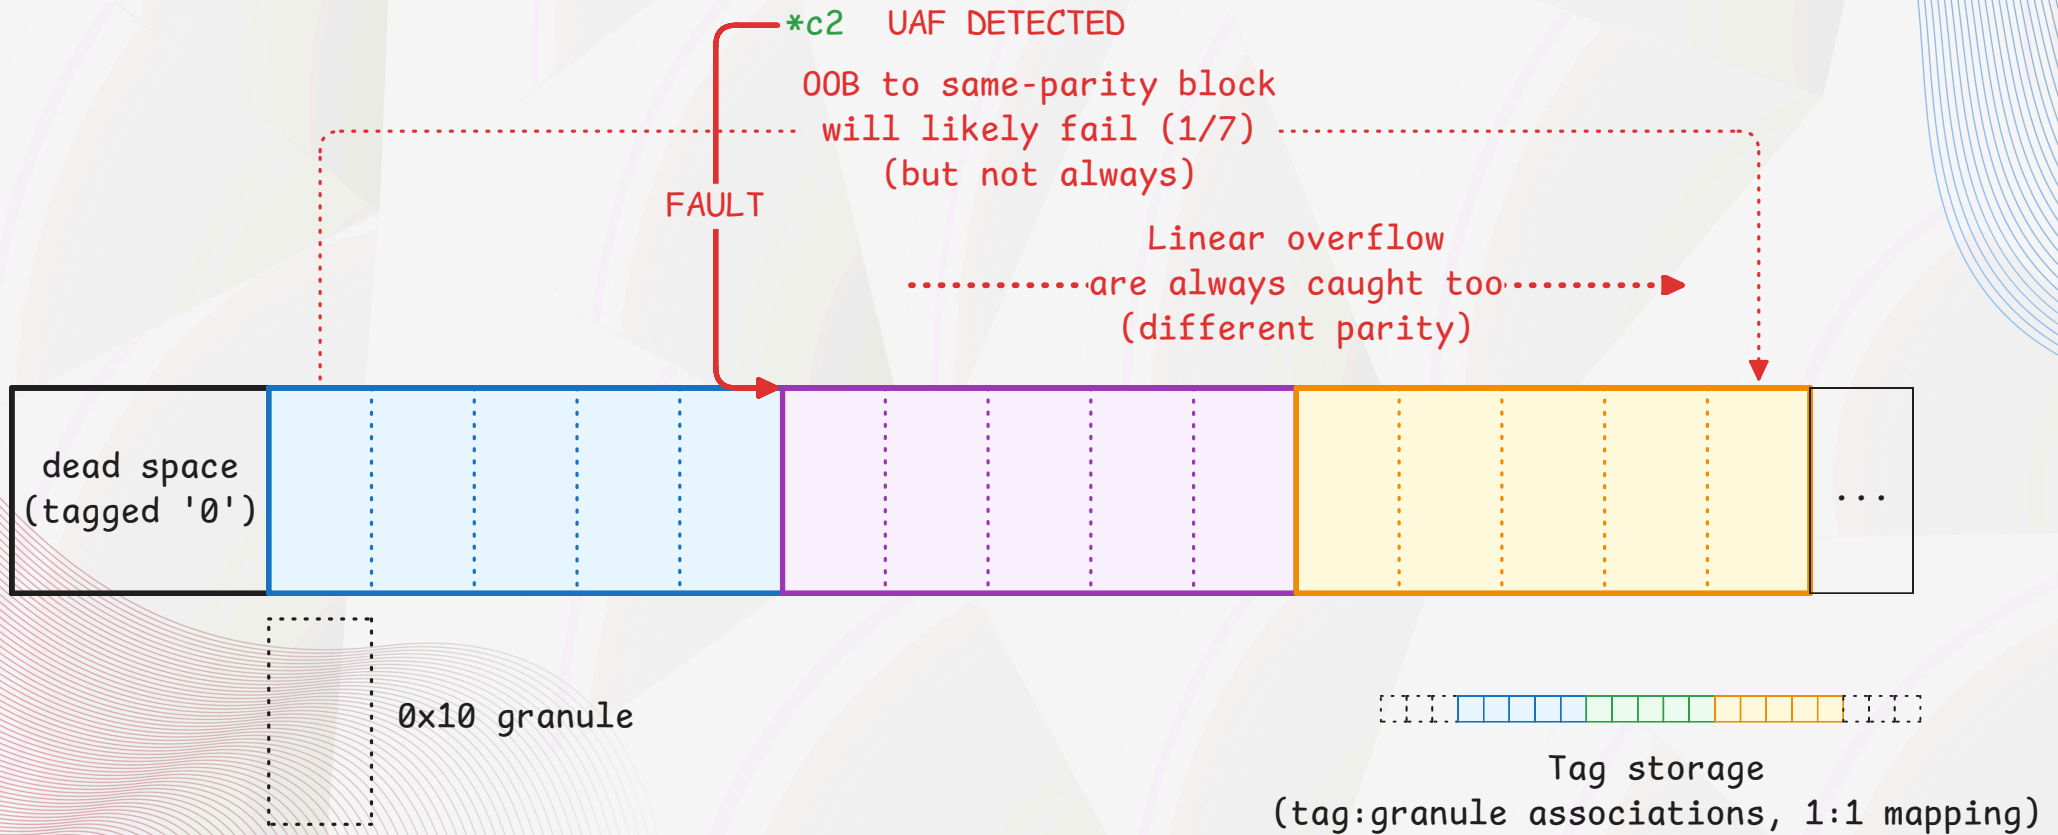 *c2 UAF DETECTED
OOB to same-parity block
will likely fail (1/7)
(but not always)
FAULT
Linear overflow
are always caught too
(different parity)
dead space
(tagged '0')
...
0x10 granule
Tag storage
(tag:granule associations, 1:1 mapping)